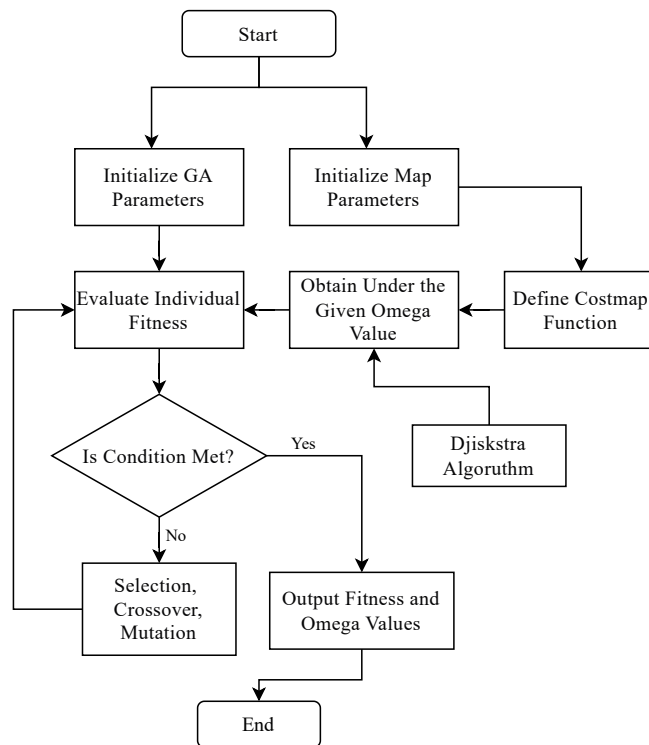 Start
Initialize GA
Parameters
Initialize Map
Parameters
Evaluate Individual
Fitness
Obtain Under the
Given Omega
Value
Define Costmap
Function
Is Condition Met?
Yes
Djiskstra
Algoruthm
No
Selection,
Crossover,
Mutation
Output Fitness and
Omega Values
End